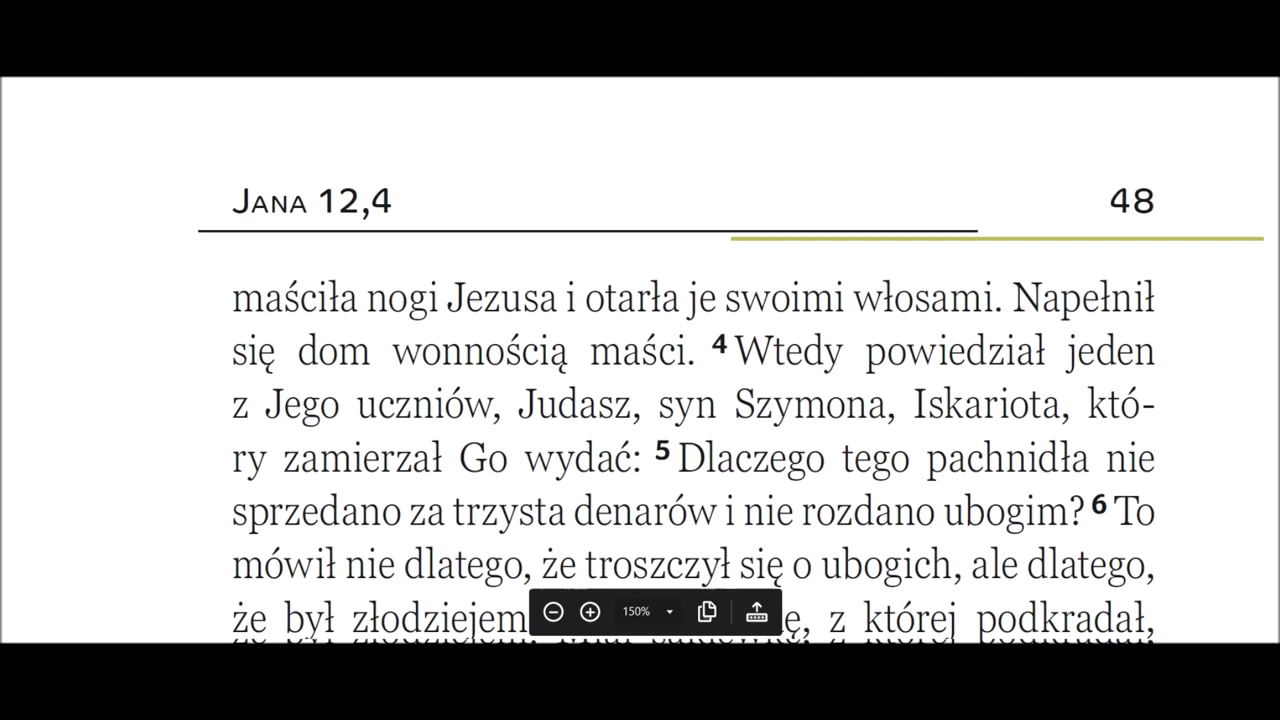 Jana 12,4 48
maściła nogi Jezusa i otarła je swoimi włosami. Napełnił
się dom wonnością maści. 4 Wtedy powiedział jeden
z Jego uczniów, Judasz, syn Szymona, Iskariota, któ-
ry zamierzał Go wydać: 5 Dlaczego tego pachnidła nie
sprzedano za trzysta denarów i nie rozdano ubogim? 6 To
mówił nie dlatego, że troszczył się o ubogich, ale dlatego,
że był złodziejem z której podkradał,
150%